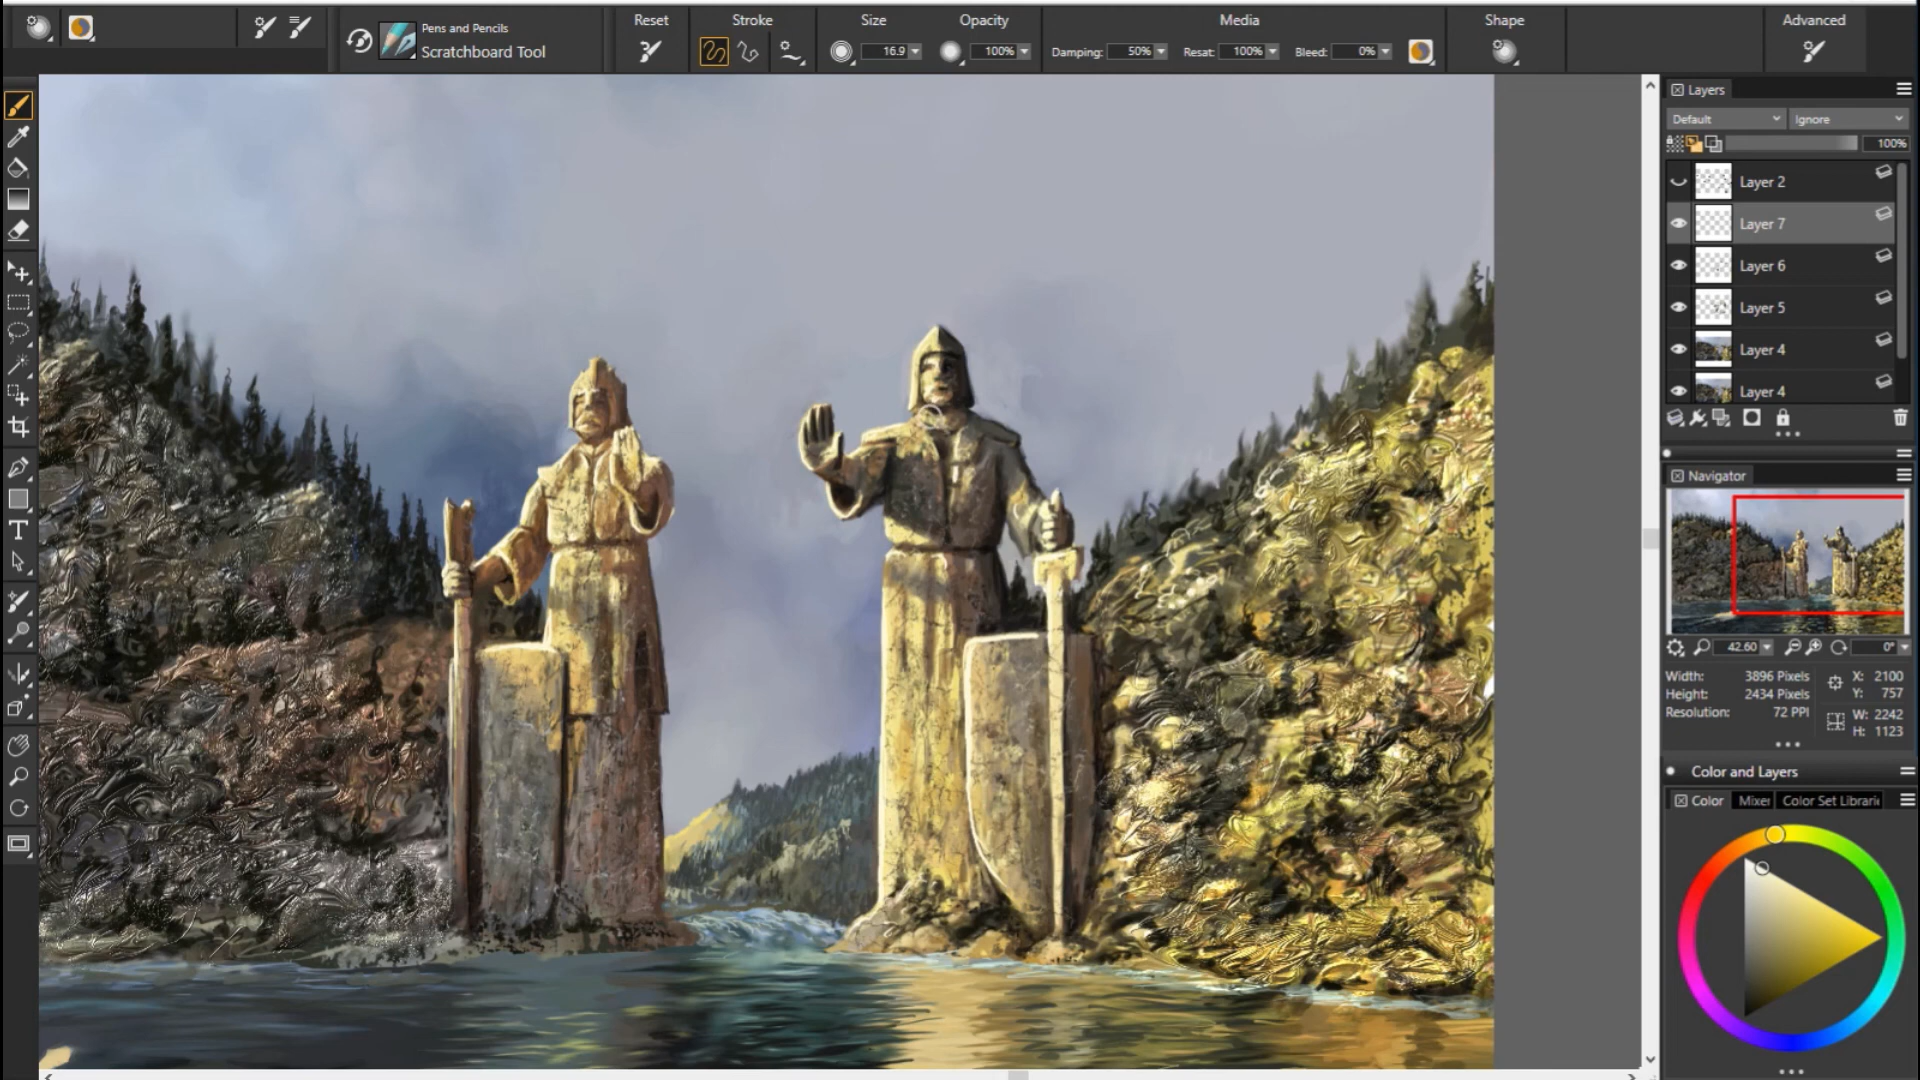 Pens and Pencils
Scratchboard Tool
Reset
Stroke
Size
16.9
Opacity
100%
Media
Damping: 50% Resat: 100% Bleed: 0%
Shape
Advanced
Layers
Default Ignore
100%
Layer 2
Layer 7
Layer 6
Layer 5
Layer 4
Layer 4
Navigator
42.60 0°
Width: 3896 Pixels X: 2100
Height: 2434 Pixels Y: 757
Resolution: 72 PPI W: 2242
H: 1123
Color and Layers
Color Mixer Color Set Librari